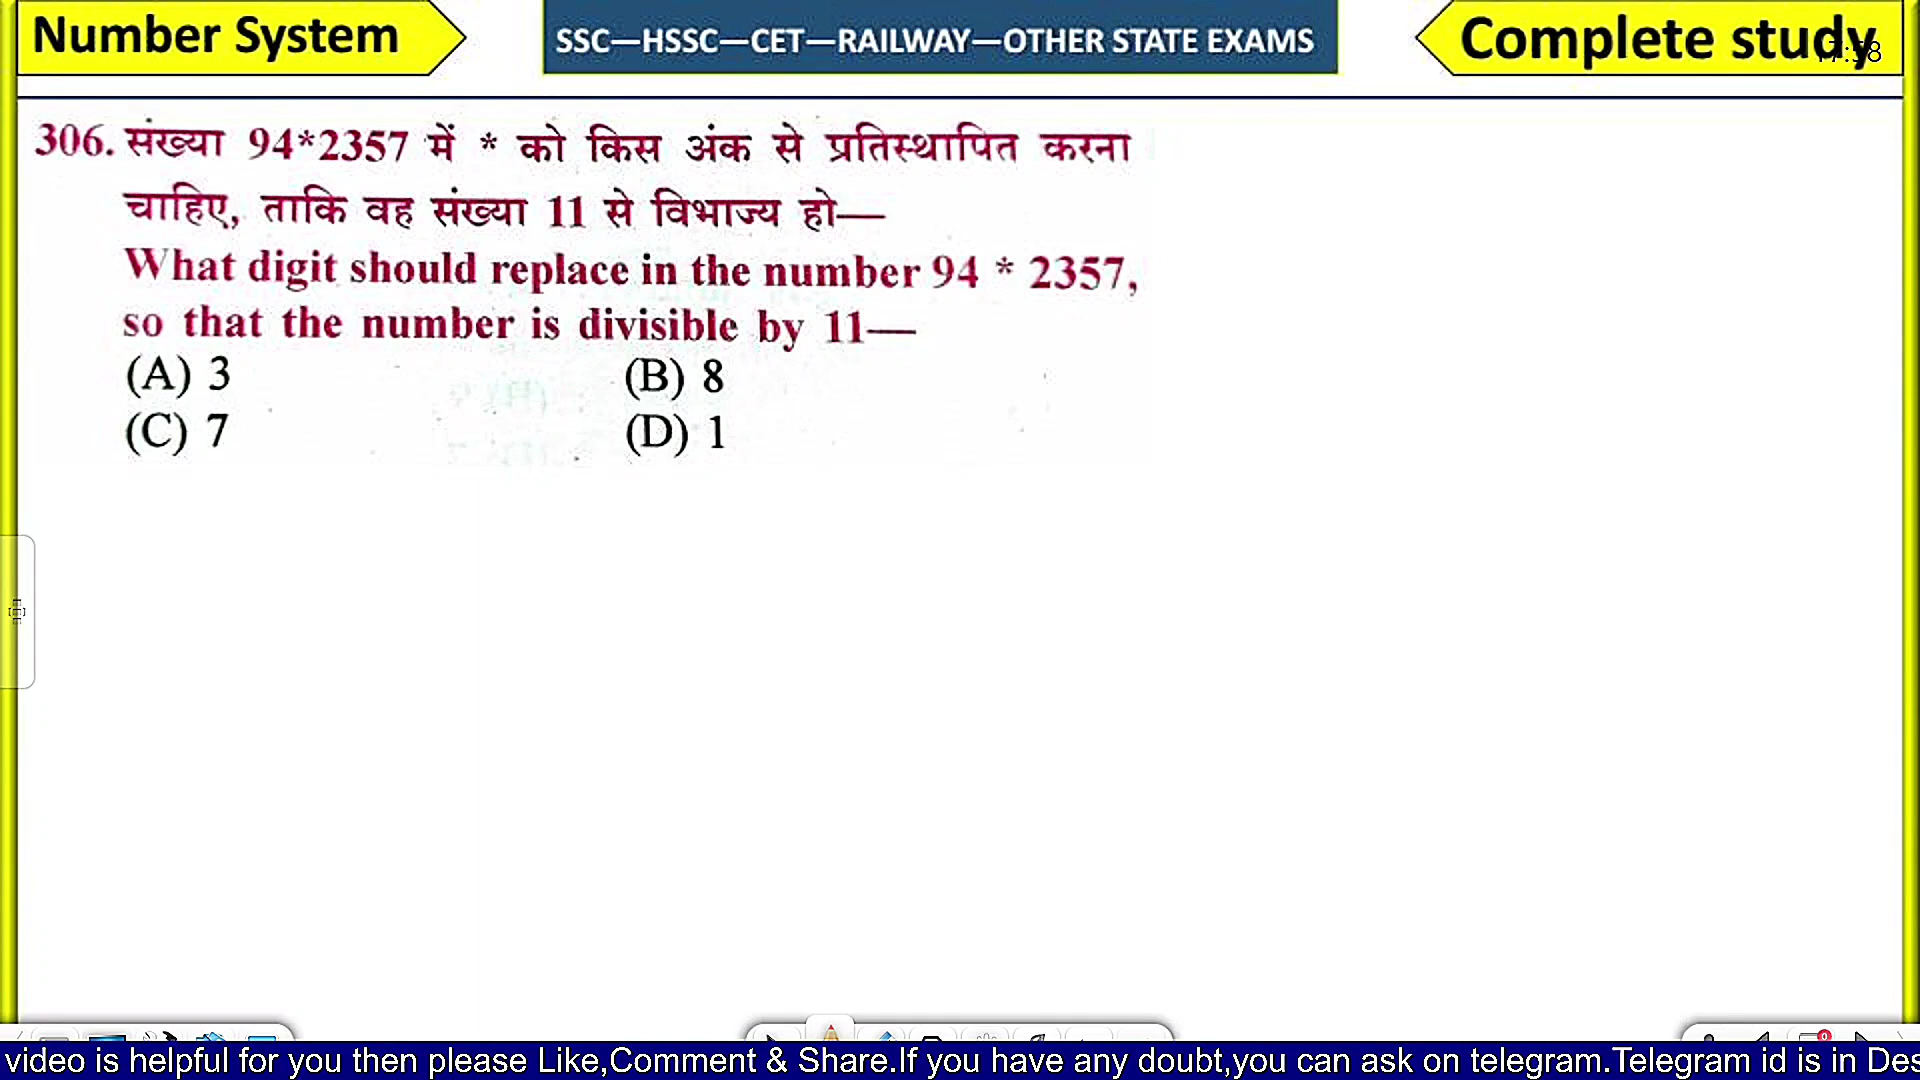 Number System
SSC—HSSC—CET—RAILWAY—OTHER STATE EXAMS
Complete study
306. संख्या 94*2357 में * को किस अंक से प्रतिस्थापित करना
चाहिए, ताकि वह संख्या 11 से विभाज्य हो—
What digit should replace in the number 94 * 2357,
so that the number is divisible by 11—
(A) 3 (B) 8
(C) 7 (D) 1
video is helpful for you then please Like,Comment & Share.If you have any doubt,you can ask on telegram.Telegram id is in Des